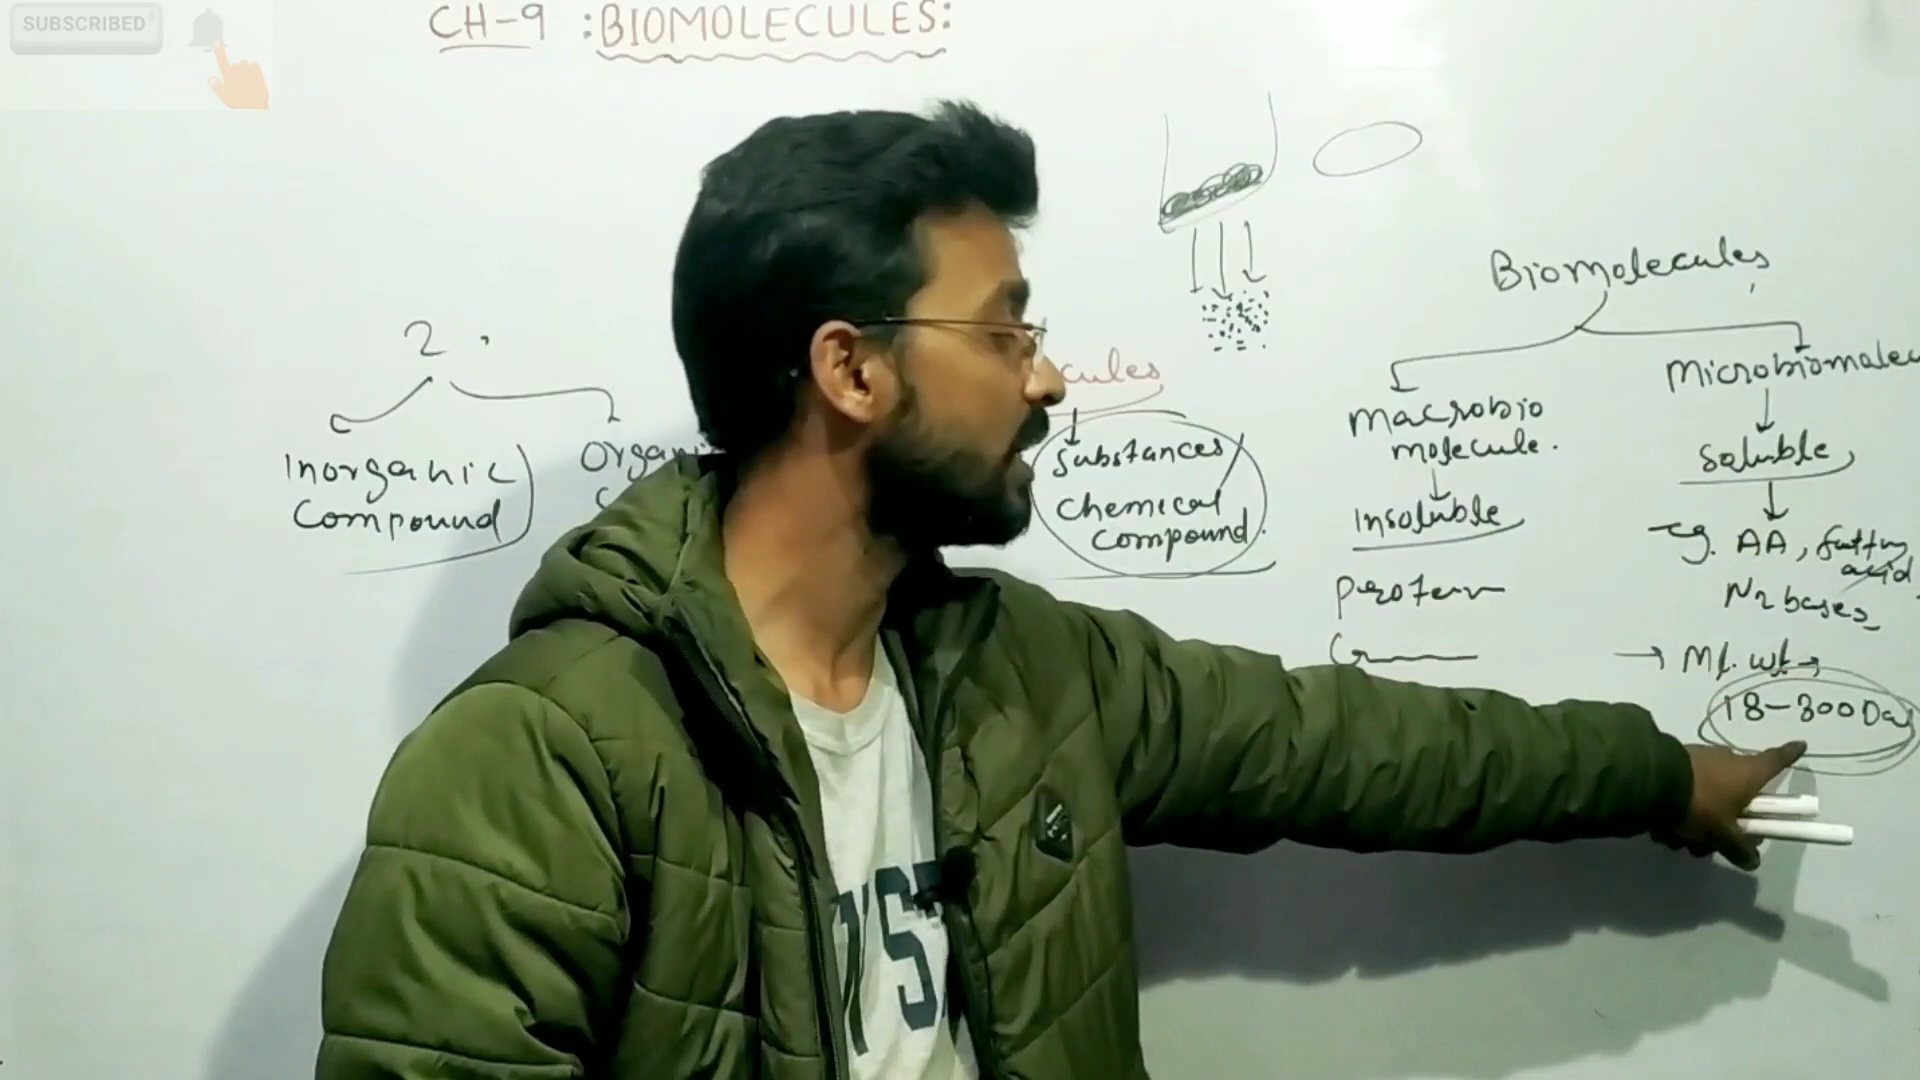 SUBSCRIBED
CH-9 :BIOMOLECULES:
2
Inorganic
Compound
Organi
cules
Substances
Chemical
Compound.
Biomolecules
Macrobio
molecule.
Insoluble
Protein
Microbiomolecu
Soluble
eg. AA, fatty
acid,
N2 bases,
→ Ml. wt →
18-800 Da